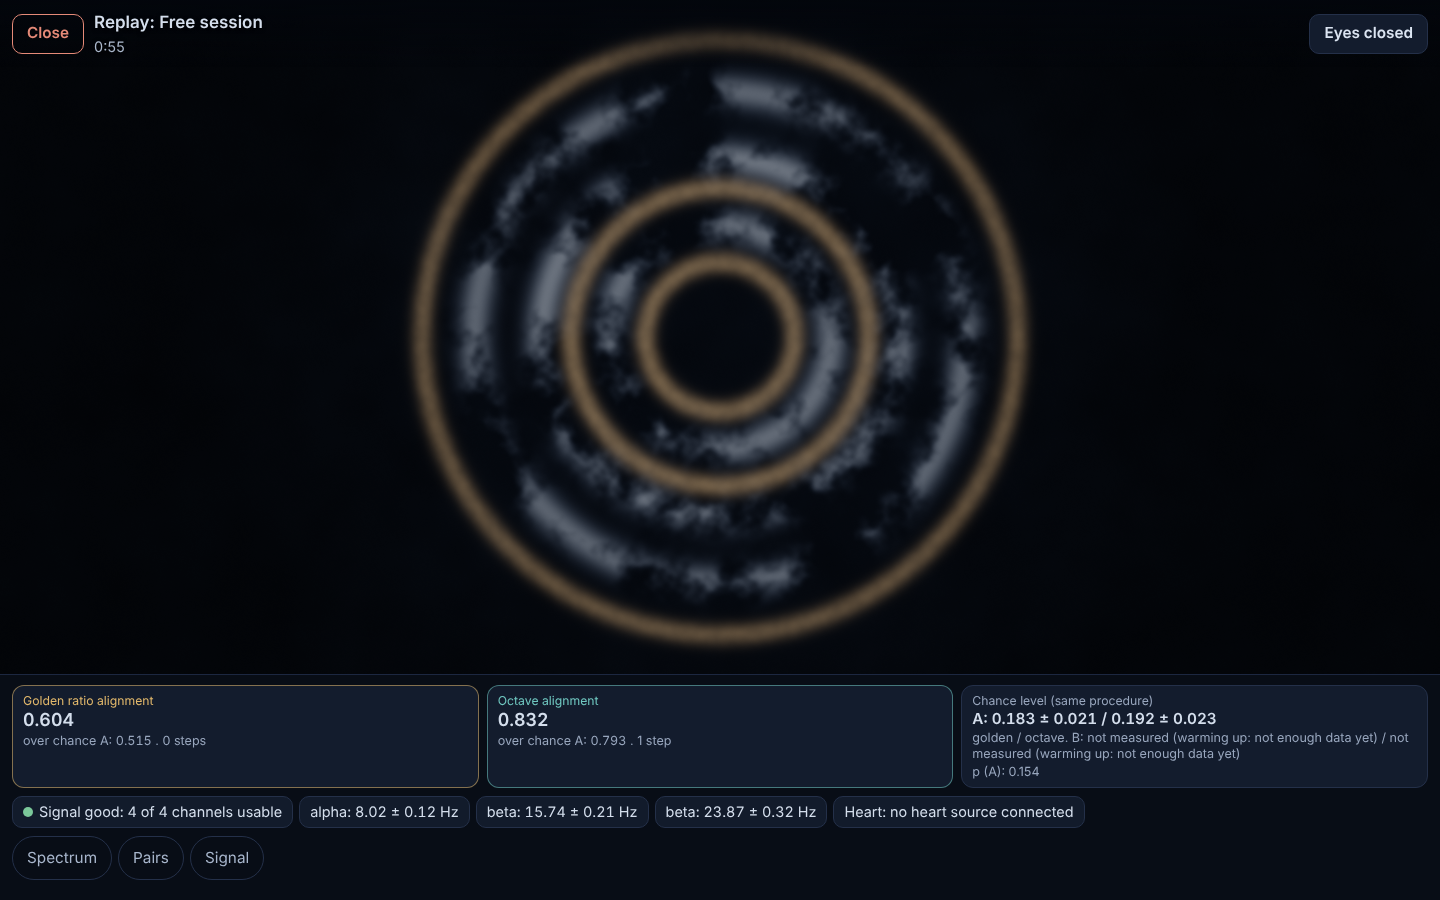 Close
Replay: Free session
0:55
Eyes closed
Golden ratio alignment
0.604
over chance A: 0.515 . 0 steps
Octave alignment
0.832
over chance A: 0.793 . 1 step
Chance level (same procedure)
A: 0.183 ± 0.021 / 0.192 ± 0.023
golden / octave. B: not measured (warming up: not enough data yet) / not
measured (warming up: not enough data yet)
p (A): 0.154
Signal good: 4 of 4 channels usable
alpha: 8.02 ± 0.12 Hz
beta: 15.74 ± 0.21 Hz
beta: 23.87 ± 0.32 Hz
Heart: no heart source connected
Spectrum
Pairs
Signal